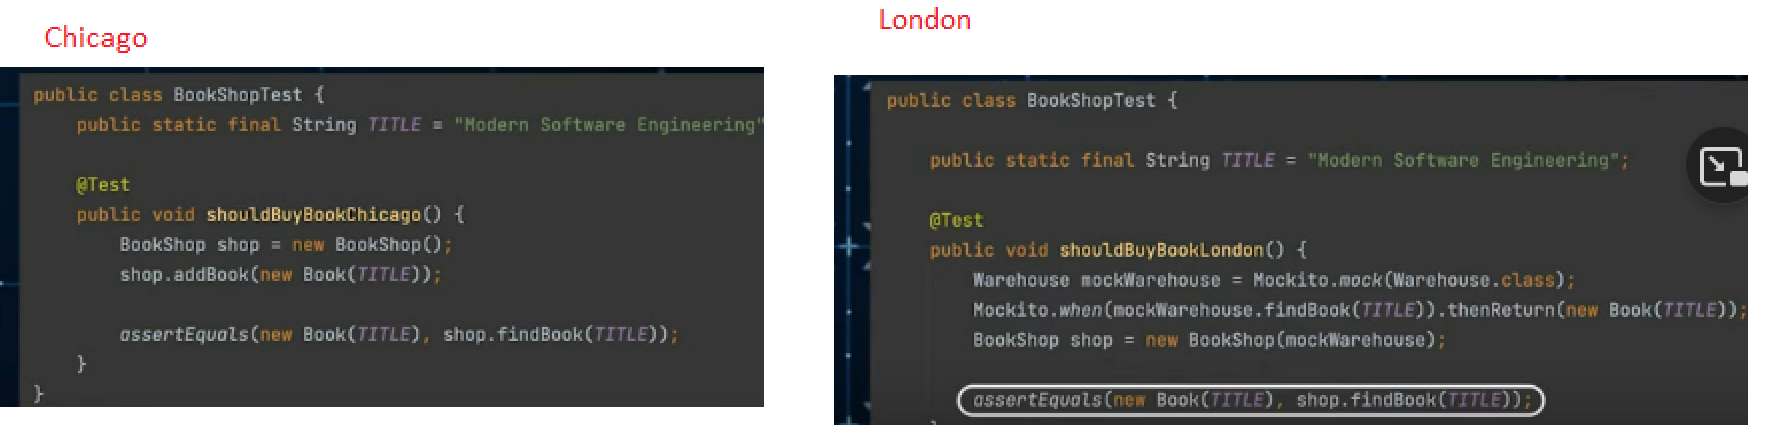 Chicago
public class BookShopTest {
public static final String TITLE = "Modern Software Engineering"
@Test
public void shouldBuyBookChicago() {
BookShop shop = new BookShop();
shop.addBook(new Book(TITLE));
assertEquals(new Book(TITLE), shop.findBook(TITLE));
}
}
London
public class BookShopTest {
public static final String TITLE = "Modern Software Engineering";
@Test
public void shouldBuyBookLondon() {
Warehouse mockWarehouse = Mockito.mock(Warehouse.class);
Mockito.when(mockWarehouse.findBook(TITLE)).thenReturn(new Book(TITLE));
BookShop shop = new BookShop(mockWarehouse);
assertEquals(new Book(TITLE), shop.findBook(TITLE));